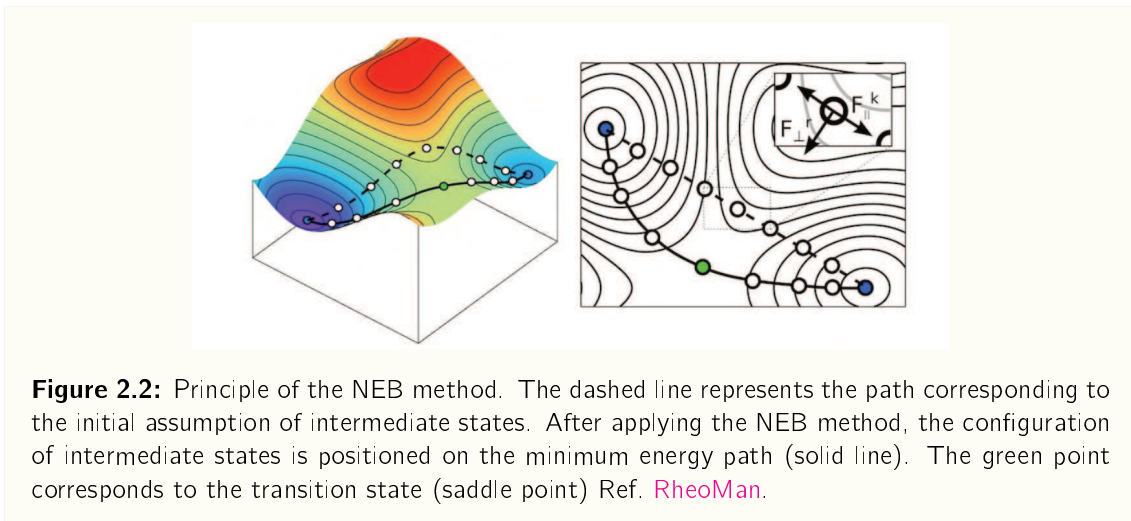 F⊥ʳ F∥ᵏ
Figure 2.2: Principle of the NEB method. The dashed line represents the path corresponding to
the initial assumption of intermediate states. After applying the NEB method, the configuration
of intermediate states is positioned on the minimum energy path (solid line). The green point
corresponds to the transition state (saddle point) Ref. RheoMan.